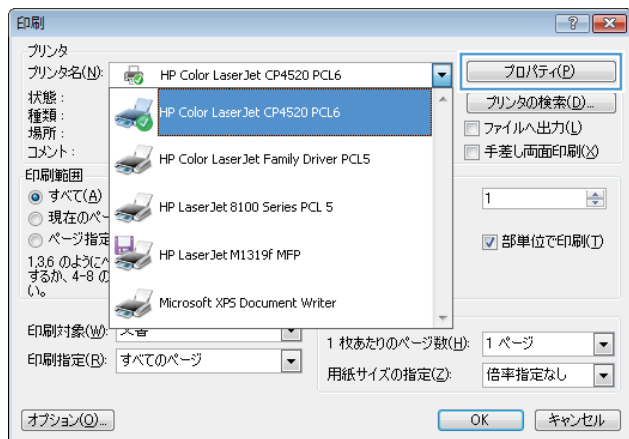 印刷
プリンタ
プリンタ名(N):
HP Color LaserJet CP4520 PCL6
プロパティ(P)
状態 :
種類 :
場所 :
コメント :
HP Color LaserJet CP4520 PCL6
HP Color LaserJet Family Driver PCL5
HP LaserJet 8100 Series PCL 5
HP LaserJet M1319f MFP
Microsoft XPS Document Writer
プリンタの検索(D)...
ファイルへ出力(L)
手差し両面印刷(X)
印刷範囲
すべて(A)
現在のペー
ページ指定
1,3,6 のようにペ
するか、4-8 の
い。
1
部単位で印刷(T)
印刷対象(W):
印刷指定(R):
すべてのページ
1 枚あたりのページ数(H):
1 ページ
用紙サイズの指定(Z):
倍率指定なし
オプション(O)...
OK
キャンセル